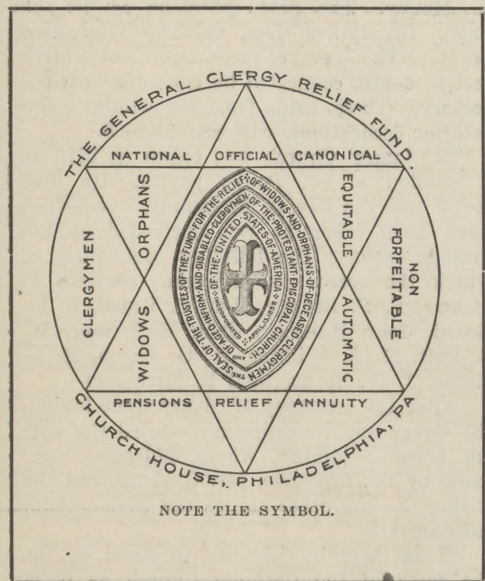 THE GENERAL CLERGY RELIEF FUND.
NATIONAL OFFICIAL CANONICAL
ORPHANS
EQUITABLE
CLERGYMEN
NON
FORFEITABLE
WIDOWS
AUTOMATIC
THE SEAL OF THE TRUSTEES OF THE FUND FOR THE RELIEF OF WIDOWS AND ORPHANS OF DECEASED CLERGYMEN
AND OF AGED INFIRM AND DISABLED CLERGYMEN OF THE PROTESTANT EPISCOPAL CHURCH
OF THE UNITED STATES OF AMERICA
PENSIONS RELIEF ANNUITY
CHURCH HOUSE, PHILADELPHIA, PA
NOTE THE SYMBOL.